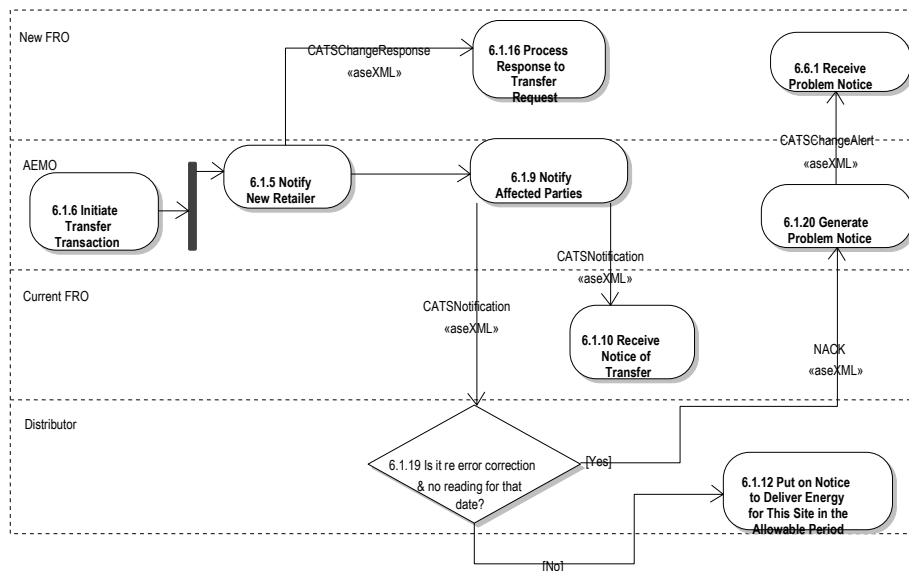 New FRO
CATSChangeResponse
«aseXML»
6.1.16 Process
Response to
Transfer
Request
6.6.1 Receive
Problem Notice
AEMO
6.1.6 Initiate
Transfer
Transaction
6.1.5 Notify
New Retailer
6.1.9 Notify
Affected Parties
CATSChangeAlert
«aseXML»
6.1.20 Generate
Problem Notice
Current FRO
CATSNotification
«aseXML»
CATSNotification
«aseXML»
6.1.10 Receive
Notice of
Transfer
NACK
«aseXML»
Distributor
6.1.19 Is it re error correction
& no reading for that
date?
[Yes]
[No]
6.1.12 Put on Notice
to Deliver Energy
for This Site in the
Allowable Period